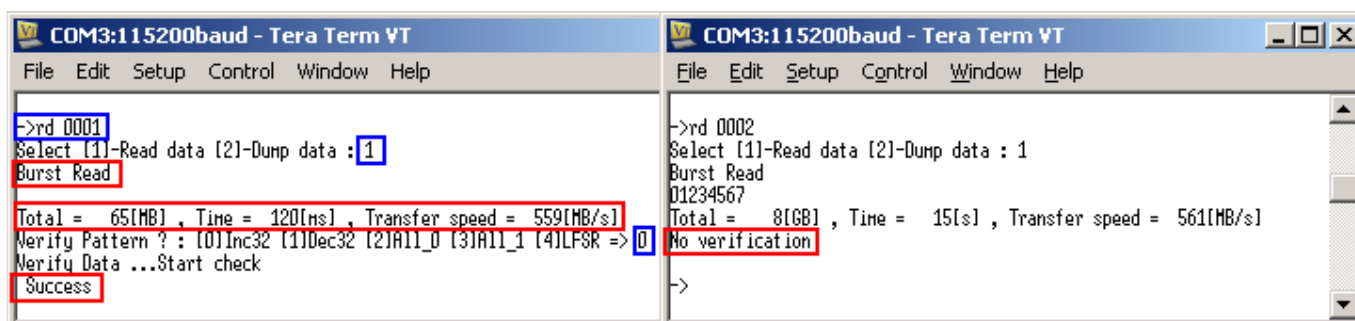 COM3:115200baud - Tera Term VT
File Edit Setup Control Window Help
->rd 0001
Select [1]-Read data [2]-Dump data : 1
Burst Read
Total =   65[MB] , Time =  120[ms] , Transfer speed =  559[MB/s]
Verify Pattern ? : [0]Inc32 [1]Dec32 [2]All_0 [3]All_1 [4]LFSR => 0
Verify Data ...Start check
Success
COM3:115200baud - Tera Term VT
File Edit Setup Control Window Help
->rd 0002
Select [1]-Read data [2]-Dump data : 1
Burst Read
01234567
Total =    8[GB] , Time =   15[s] , Transfer speed =  561[MB/s]
No verification
->